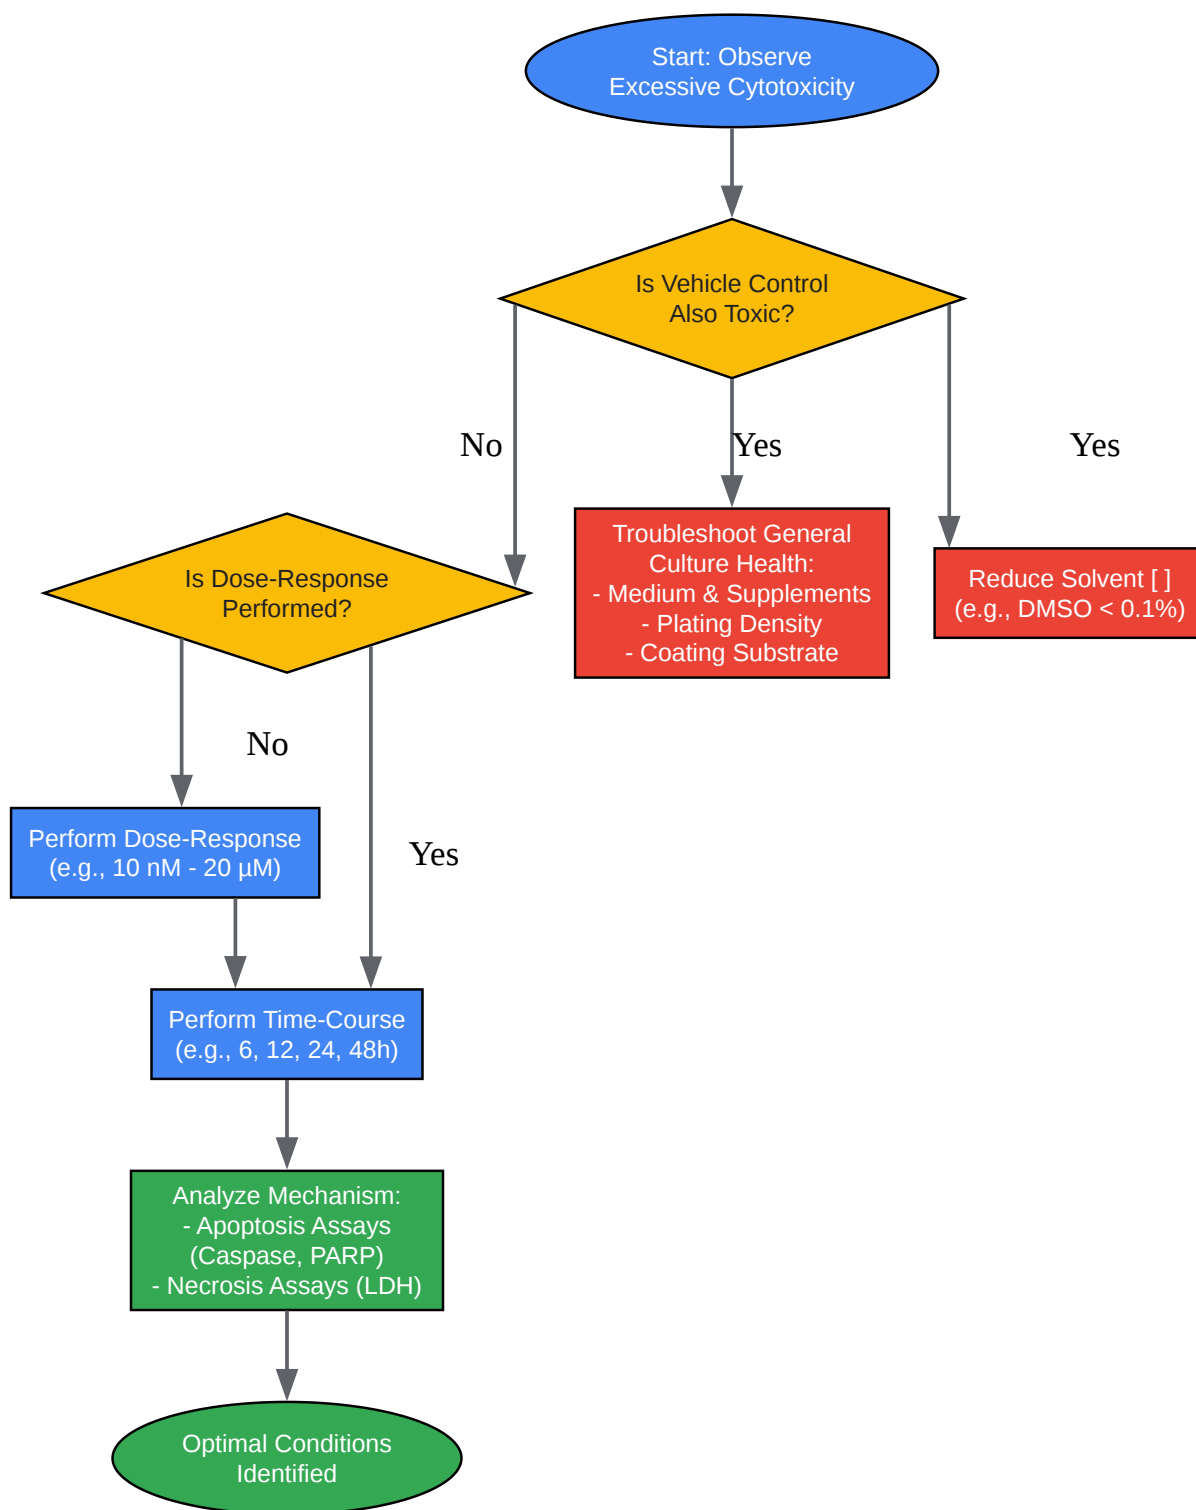 Start: Observe
Excessive Cytotoxicity
Is Vehicle Control
Also Toxic?
No
Yes
Yes
Troubleshoot General
Culture Health:
- Medium & Supplements
- Plating Density
- Coating Substrate
Reduce Solvent [ ]
(e.g., DMSO < 0.1%)
Is Dose-Response
Performed?
No
Yes
Perform Dose-Response
(e.g., 10 nM - 20 µM)
Perform Time-Course
(e.g., 6, 12, 24, 48h)
Analyze Mechanism:
- Apoptosis Assays
(Caspase, PARP)
- Necrosis Assays (LDH)
Optimal Conditions
Identified